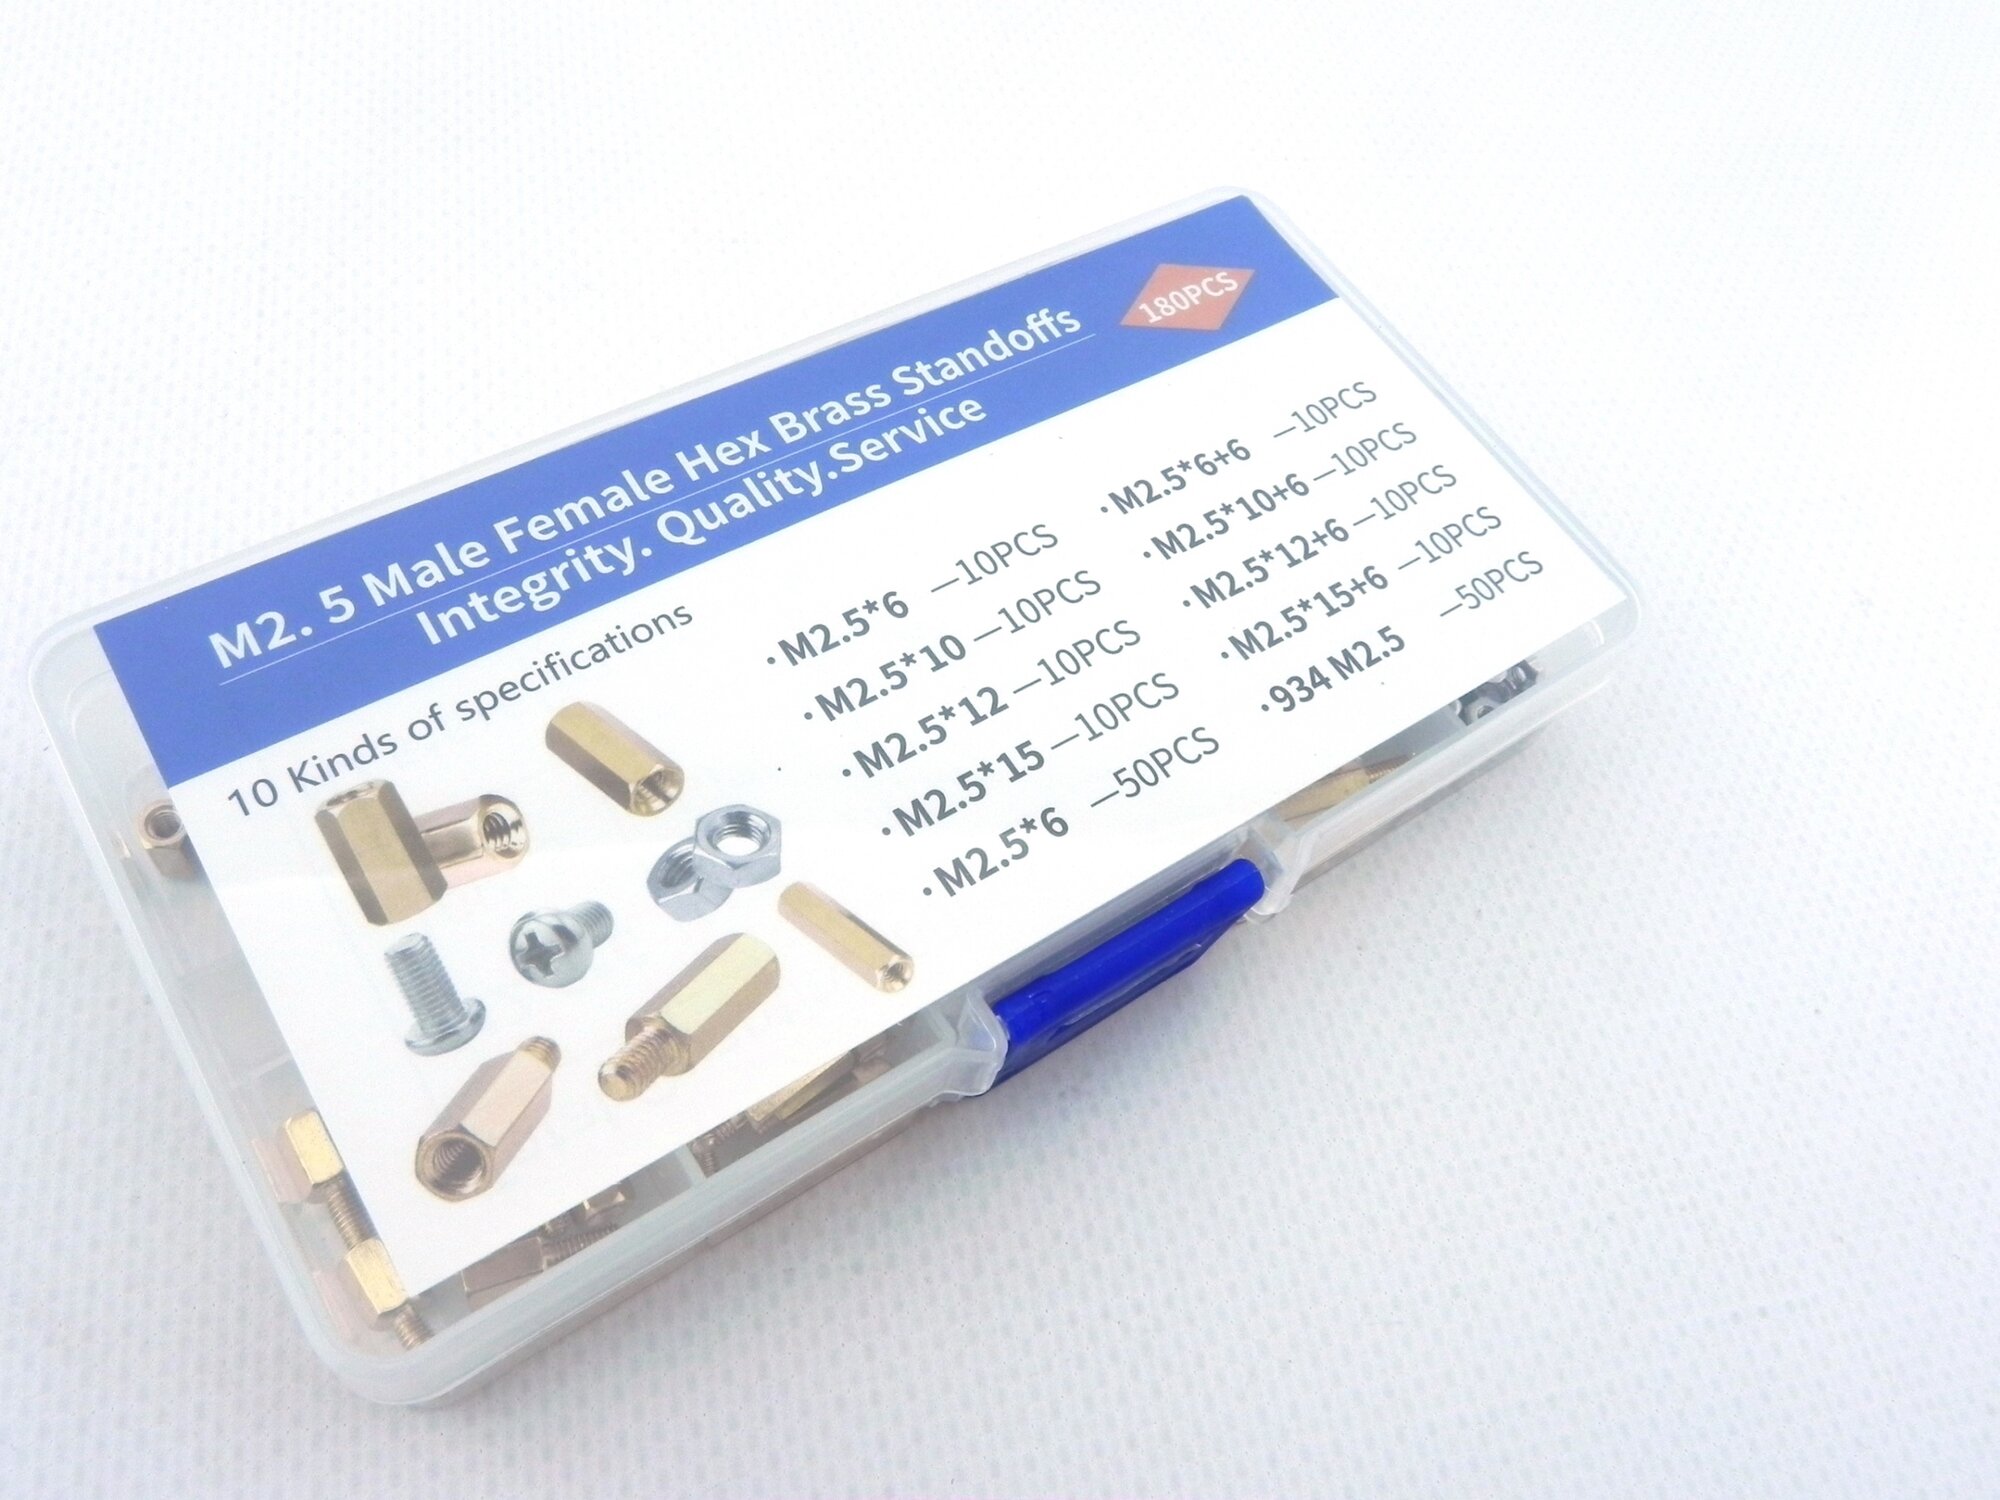 180PCS
M2. 5 Male Female Hex Brass Standoffs
Integrity. Quality.Service
10 Kinds of specifications
·M2.5*6 —10PCS
·M2.5*10 —10PCS
·M2.5*12 —10PCS
·M2.5*15 —10PCS
·M2.5*6 —50PCS
·M2.5*6+6 —10PCS
·M2.5*10+6 —10PCS
·M2.5*12+6 —10PCS
·M2.5*15+6 —10PCS
·934 M2.5 —50PCS